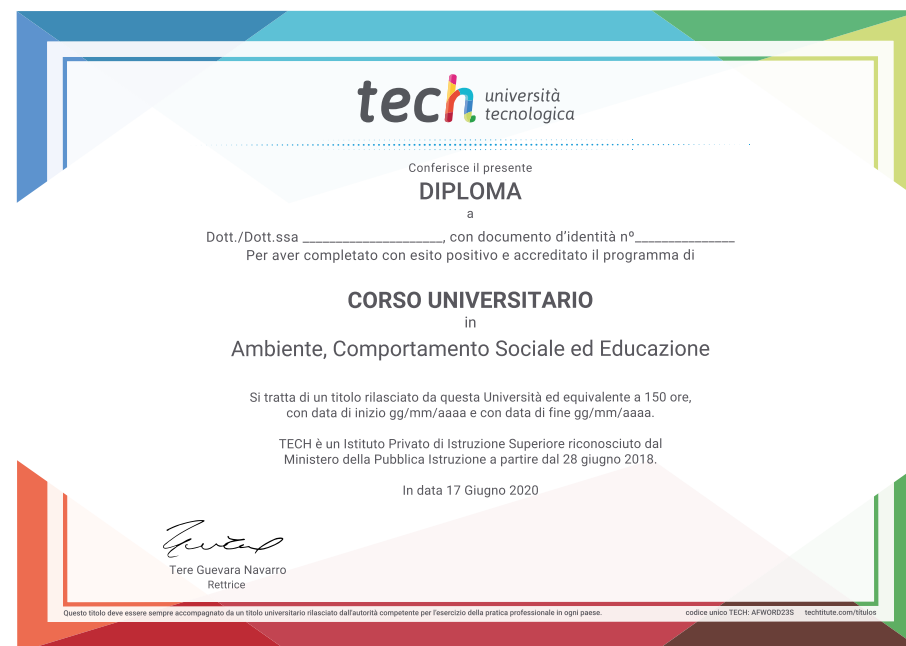 tech università
tecnologica
Conferisce il presente
DIPLOMA
a
Dott./Dott.ssa _____________________, con documento d'identità nº_______________
Per aver completato con esito positivo e accreditato il programma di
CORSO UNIVERSITARIO
in
Ambiente, Comportamento Sociale ed Educazione
Si tratta di un titolo rilasciato da questa Università ed equivalente a 150 ore,
con data di inizio gg/mm/aaaa e con data di fine gg/mm/aaaa.
TECH è un Istituto Privato di Istruzione Superiore riconosciuto dal
Ministero della Pubblica Istruzione a partire dal 28 giugno 2018.
In data 17 Giugno 2020
Tere Guevara Navarro
Rettrice
Questo titolo deve essere sempre accompagnato da un titolo universitario rilasciato dall'autorità competente per l'esercizio della pratica professionale in ogni paese. codice unico TECH: AFWORD23S techtitute.com/titulos